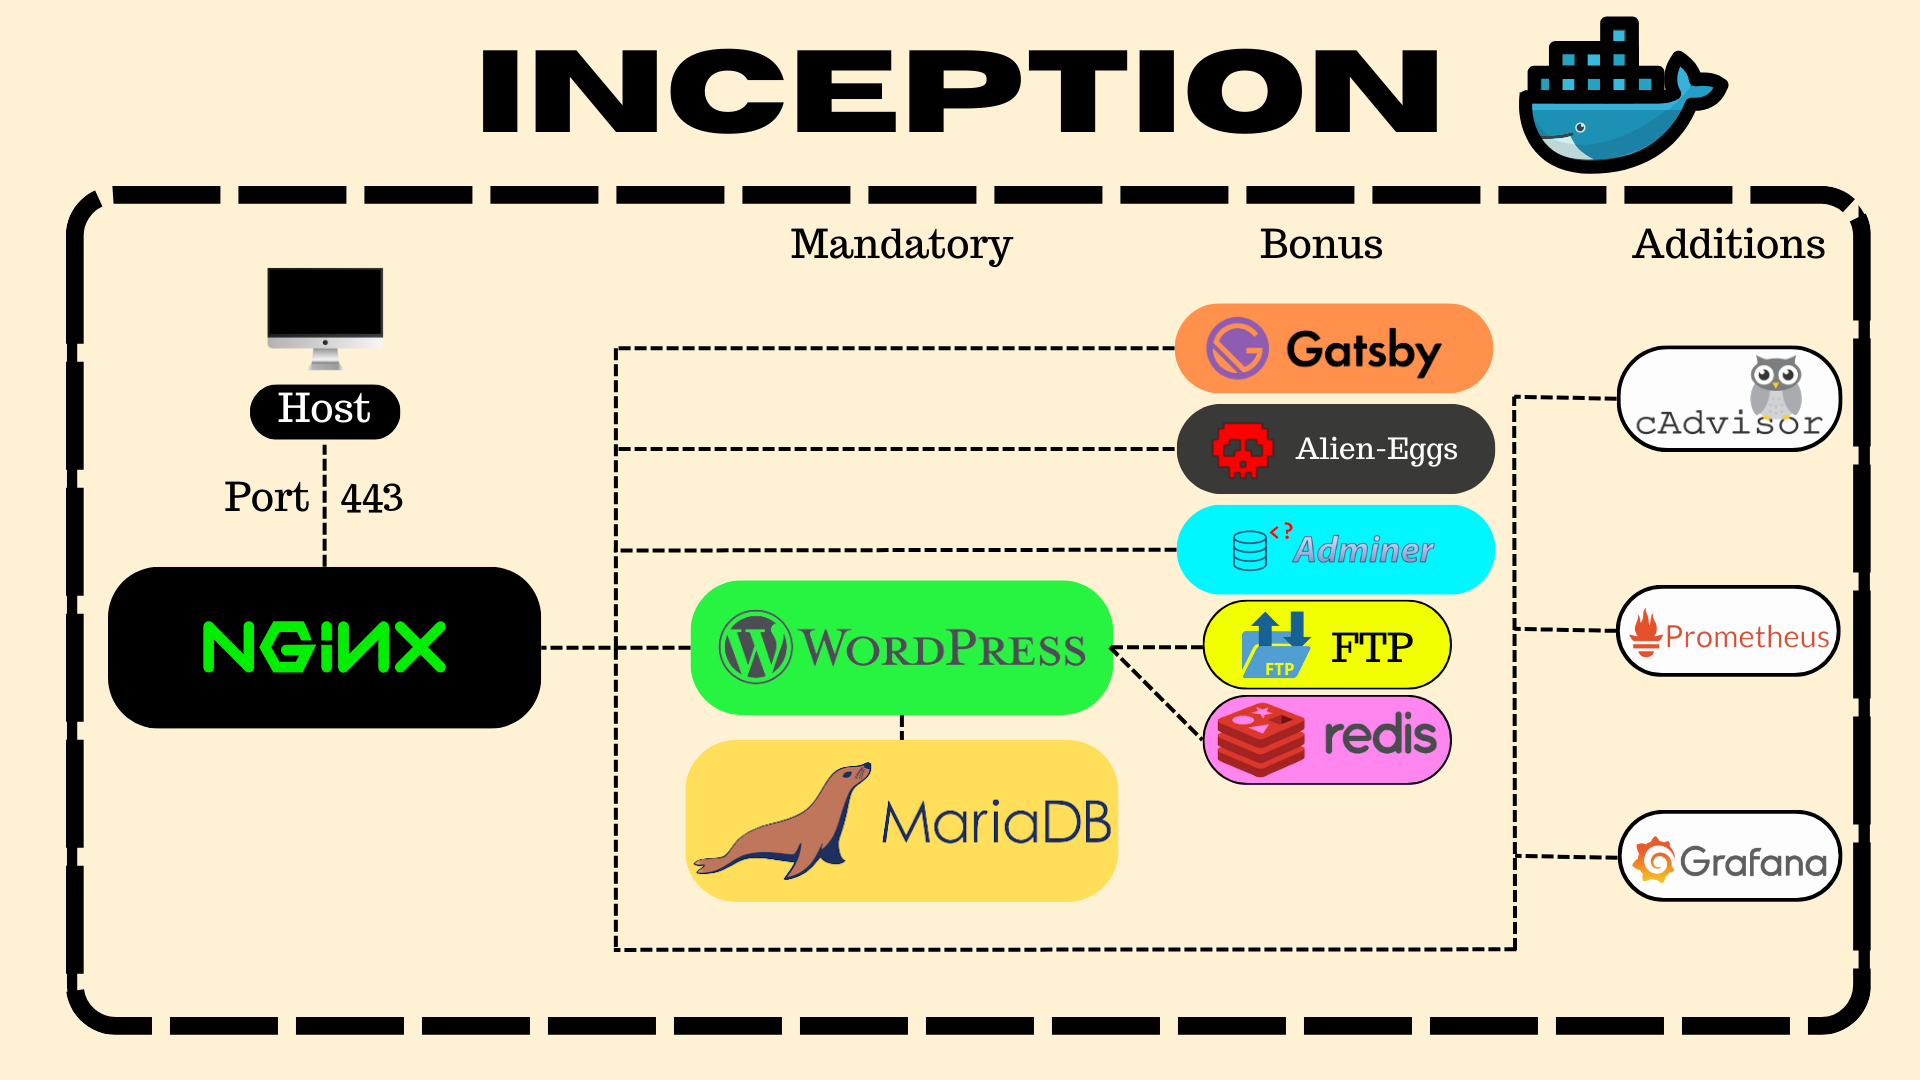 INCEPTION
Mandatory
Bonus
Additions
Host
Port 443
NGINX
Gatsby
Alien-Eggs
<? Adminer
WORDPRESS
FTP FTP
redis
MariaDB
cAdvisor
Prometheus
Grafana